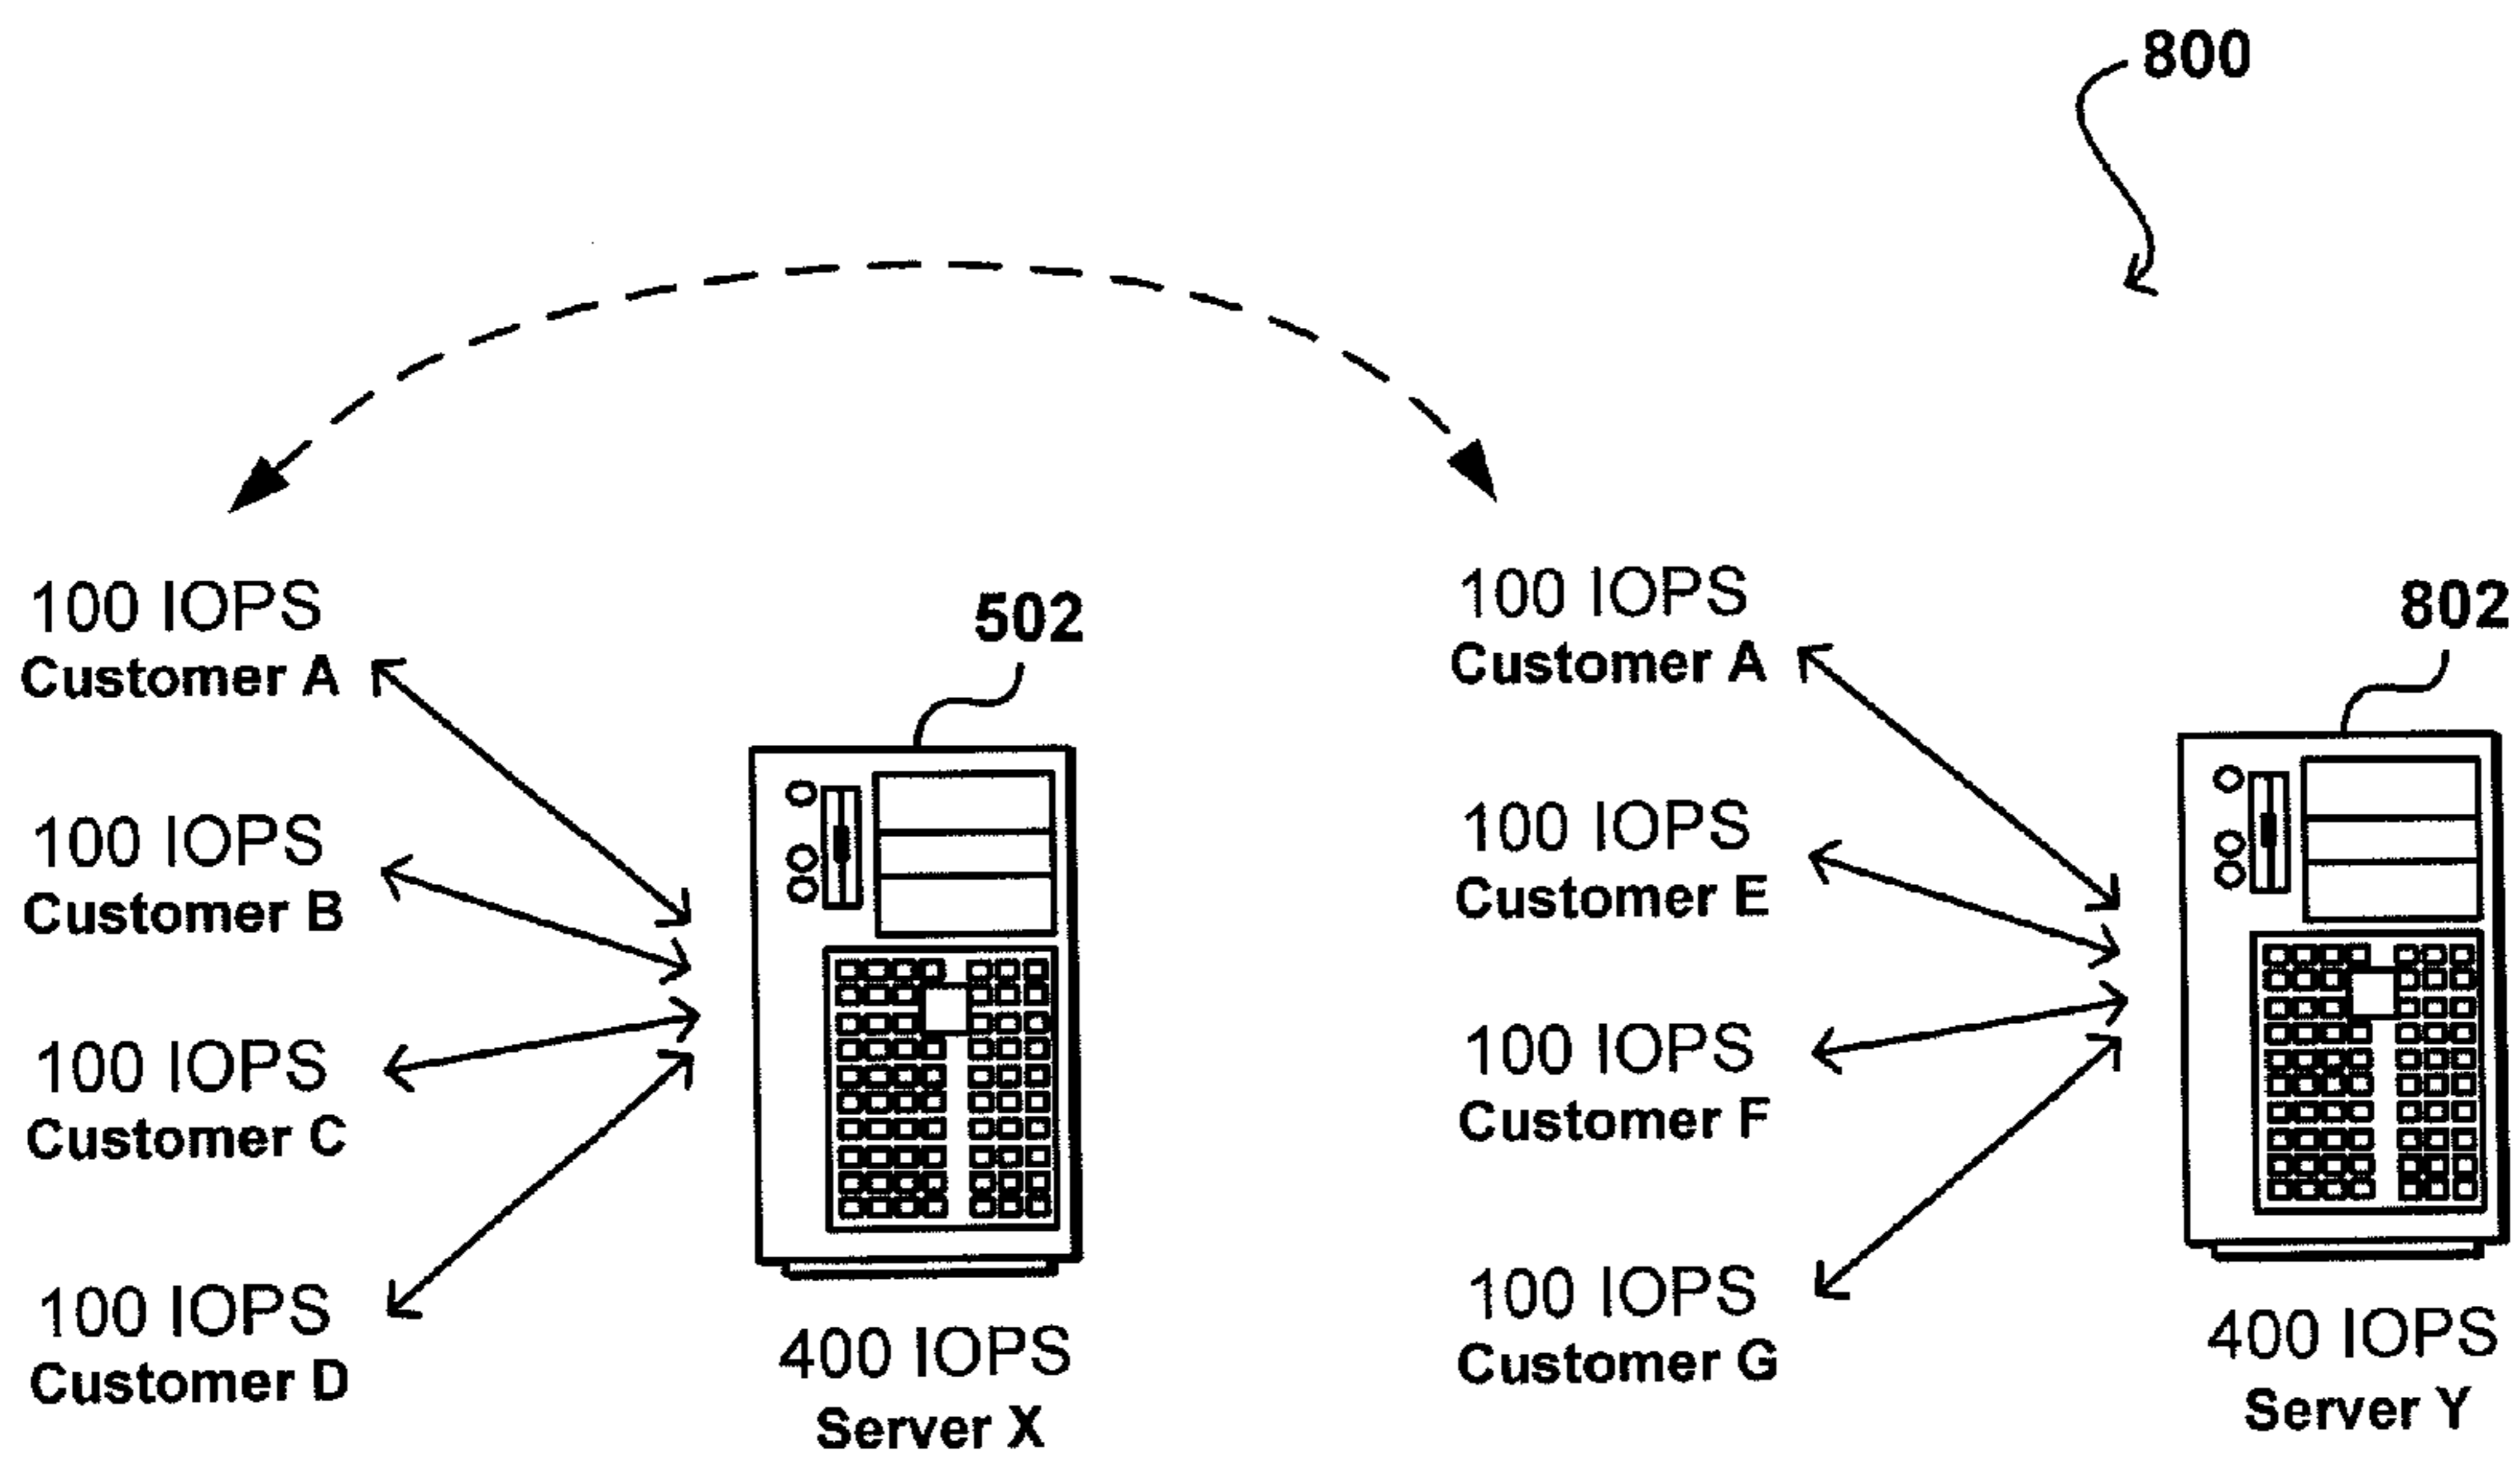 800
100 IOPS
Customer A
100 IOPS
Customer B
100 IOPS
Customer C
100 IOPS
Customer D
502
400 IOPS
Server X
100 IOPS
Customer A
100 IOPS
Customer E
100 IOPS
Customer F
100 IOPS
Customer G
802
400 IOPS
Server Y